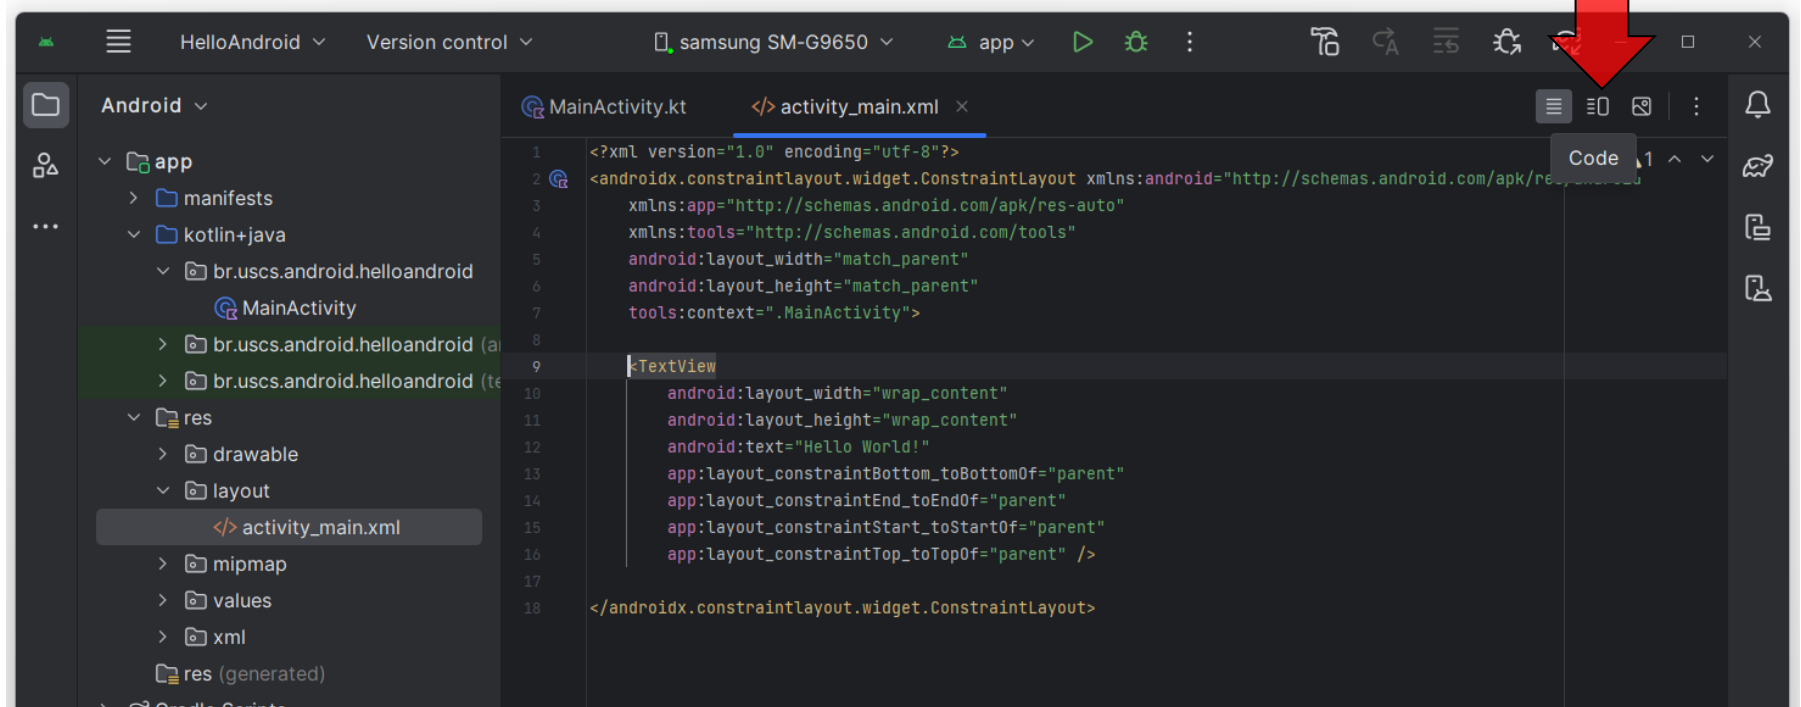 HelloAndroid
Version control
samsung SM-G9650
app
Android
MainActivity.kt
</> activity_main.xml
Code
1
app
manifests
kotlin+java
br.uscs.android.helloandroid
MainActivity
br.uscs.android.helloandroid
br.uscs.android.helloandroid
res
drawable
layout
</> activity_main.xml
mipmap
values
xml
res (generated)
1 <?xml version="1.0" encoding="utf-8"?>
2 <androidx.constraintlayout.widget.ConstraintLayout xmlns:android="http://schemas.android.com/apk/res/android
3 xmlns:app="http://schemas.android.com/apk/res-auto"
4 xmlns:tools="http://schemas.android.com/tools"
5 android:layout_width="match_parent"
6 android:layout_height="match_parent"
7 tools:context=".MainActivity">
8
9 <TextView
10 android:layout_width="wrap_content"
11 android:layout_height="wrap_content"
12 android:text="Hello World!"
13 app:layout_constraintBottom_toBottomOf="parent"
14 app:layout_constraintEnd_toEndOf="parent"
15 app:layout_constraintStart_toStartOf="parent"
16 app:layout_constraintTop_toTopOf="parent" />
17
18 </androidx.constraintlayout.widget.ConstraintLayout>